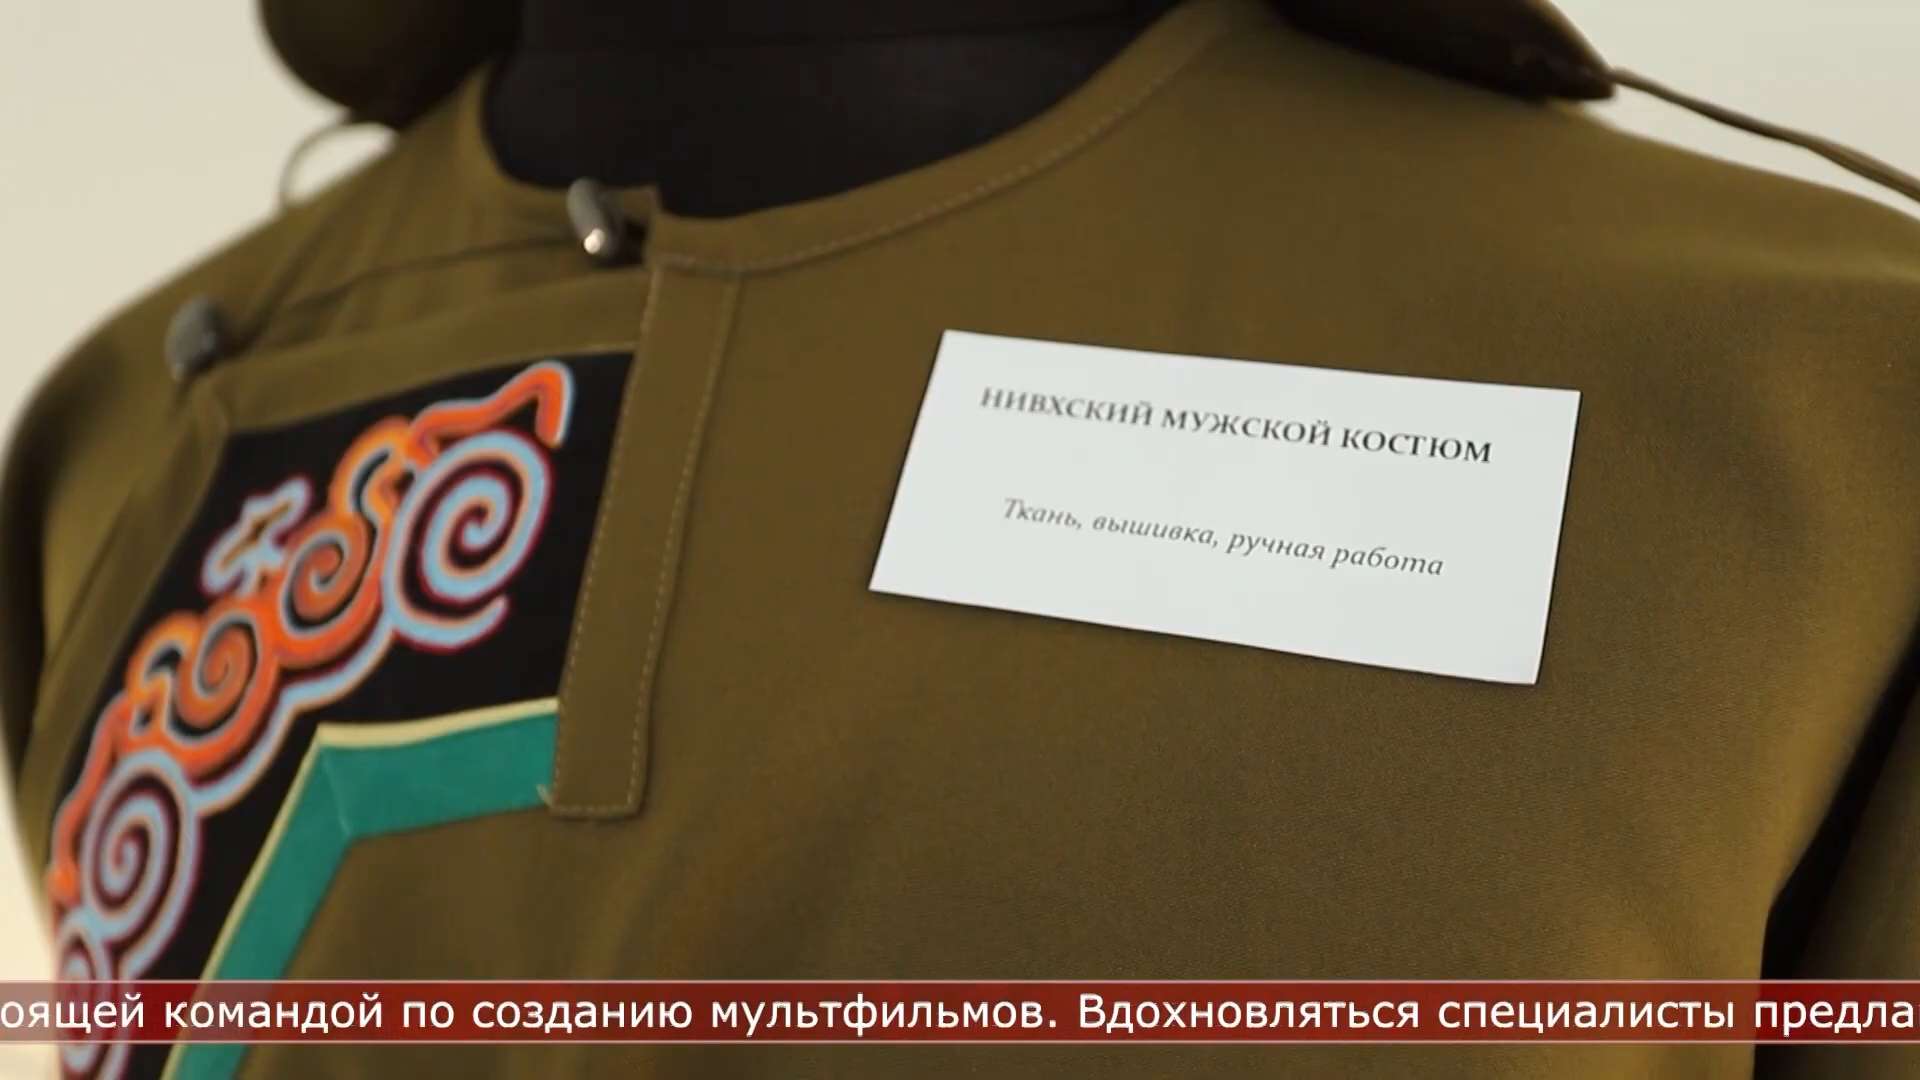 НИВХСКИЙ МУЖСКОЙ КОСТЮМ
Ткань, вышивка, ручная работа
оящей командой по созданию мультфильмов. Вдохновляться специалисты предла